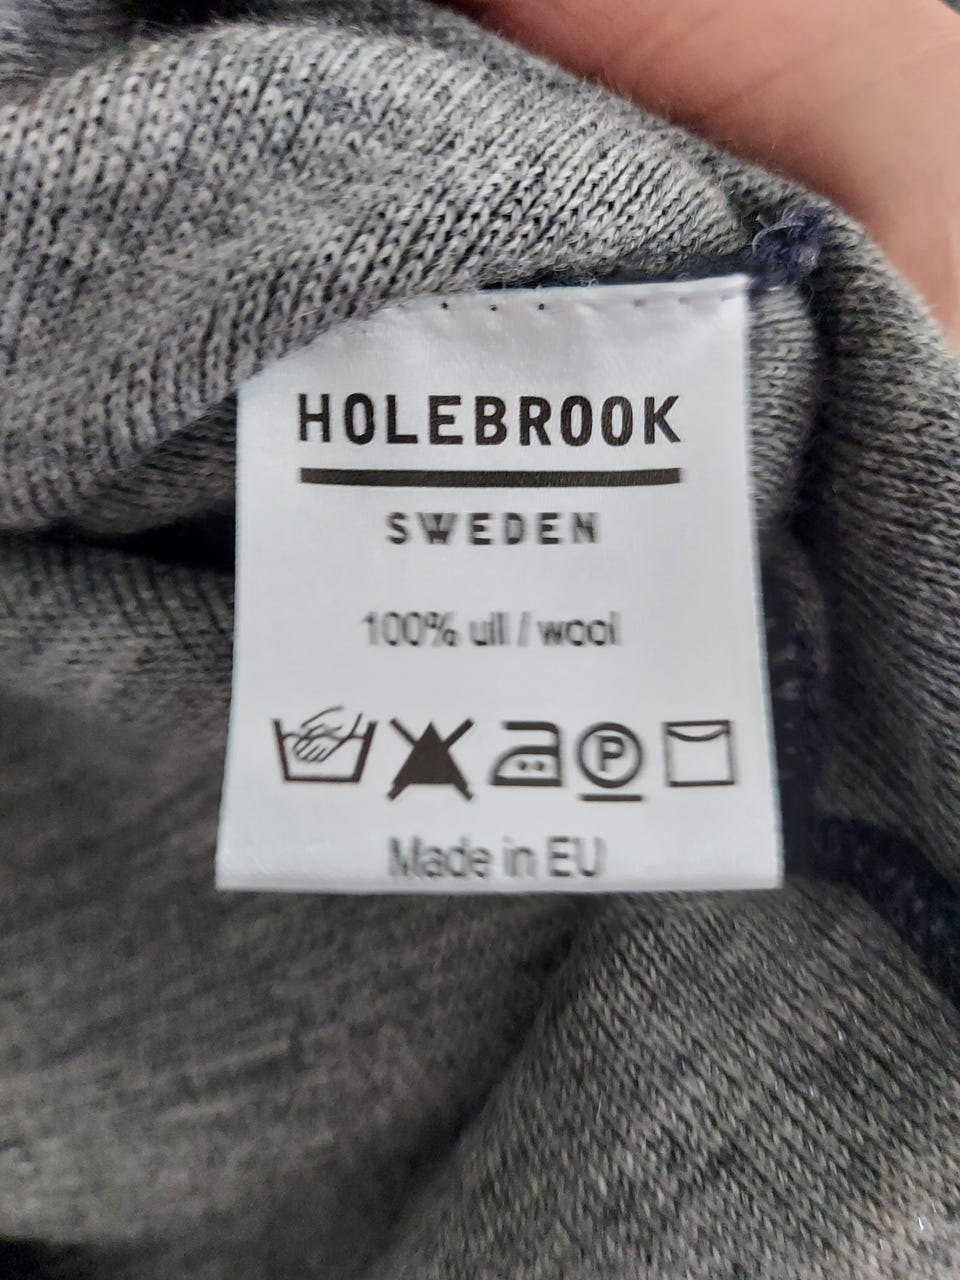 HOLEBROOK
SWEDEN
100% ull / wool
P
Made in EU